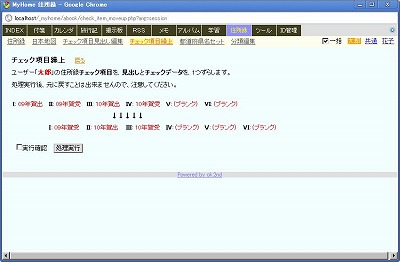 MyHome 住所録 - Google Chrome
localhost/myhome/abook/check_item_moveup.php?arg=session
INDEX 付箋 カレンダ 旅行記 掲示板 RSS メモ アルバム 学習 住所録 ツール ID管理
住所録 日本地図 チェック項目見出し編集 チェック項目繰上 都道府県名セット 分類編集 一括 太郎 共通 花子
チェック項目繰上 戻る
ユーザー「太郎」の住所録チェック項目を、見出しとチェックデータを、1つずらします。
処理実行後、元に戻すことは出来ませんので、注意してください。
I: 09年賀出 II: 09年賀受 III: 10年賀出 IV: 10年賀受 V: (ブランク) VI: (ブランク)
↓ ↓ ↓ ↓ ↓
I: 09年賀受 II: 10年賀出 III: 10年賀受 IV: (ブランク) V: (ブランク) VI: (ブランク)
実行確認 処理実行
Powered by pk2nd